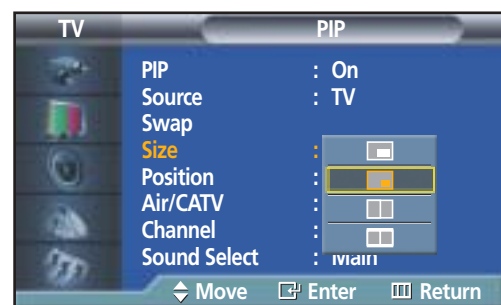 TV PIP
PIP : On
Source : TV
Swap
Size :
Position :
Air/CATV :
Channel :
Sound Select : Main
Move Enter Return